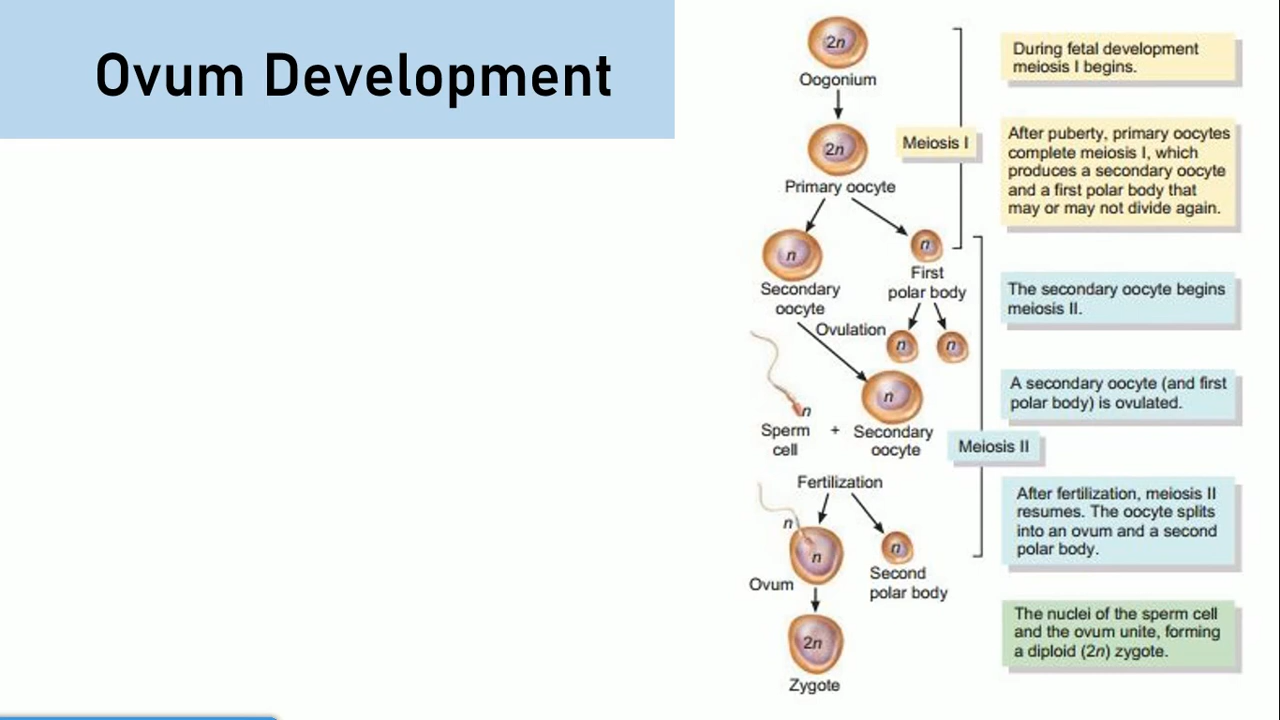 Ovum Development
2n
Oogonium
2n
Primary oocyte
Meiosis I
n
Secondary
oocyte
n
First
polar body
Ovulation
n
n
n
Sperm
cell
+
n
Secondary
oocyte
Meiosis II
Fertilization
n
n
Ovum
n
Second
polar body
2n
Zygote
During fetal development
meiosis I begins.
After puberty, primary oocytes
complete meiosis I, which
produces a secondary oocyte
and a first polar body that
may or may not divide again.
The secondary oocyte begins
meiosis II.
A secondary oocyte (and first
polar body) is ovulated.
After fertilization, meiosis II
resumes. The oocyte splits
into an ovum and a second
polar body.
The nuclei of the sperm cell
and the ovum unite, forming
a diploid (2n) zygote.